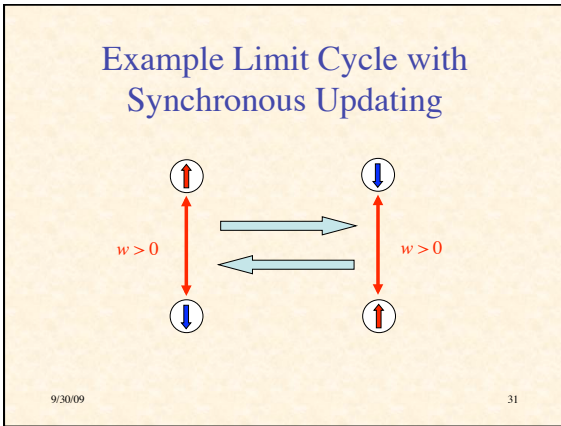 Example Limit Cycle with
Synchronous Updating
w > 0
w > 0
9/30/09
31